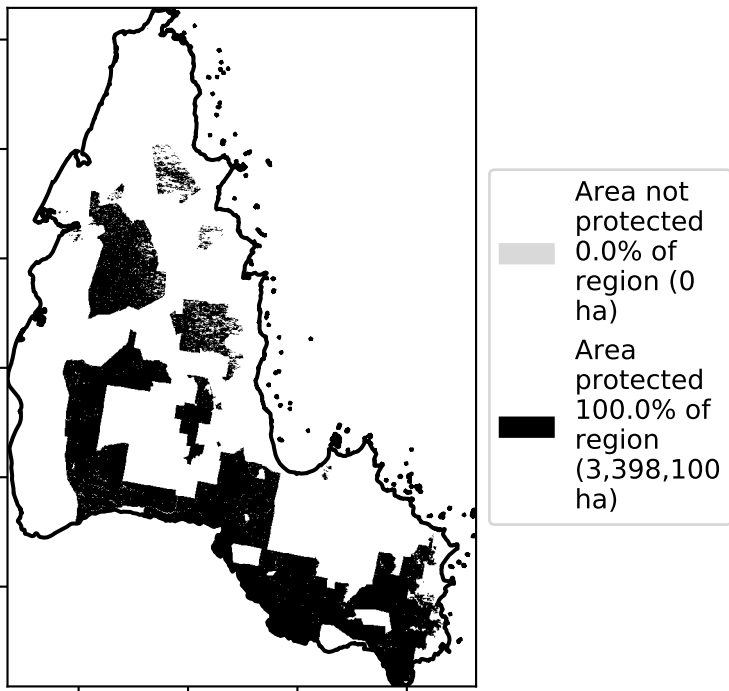 Area not
protected
0.0% of
region (0
ha)
Area
protected
100.0% of
region
(3,398,100
ha)